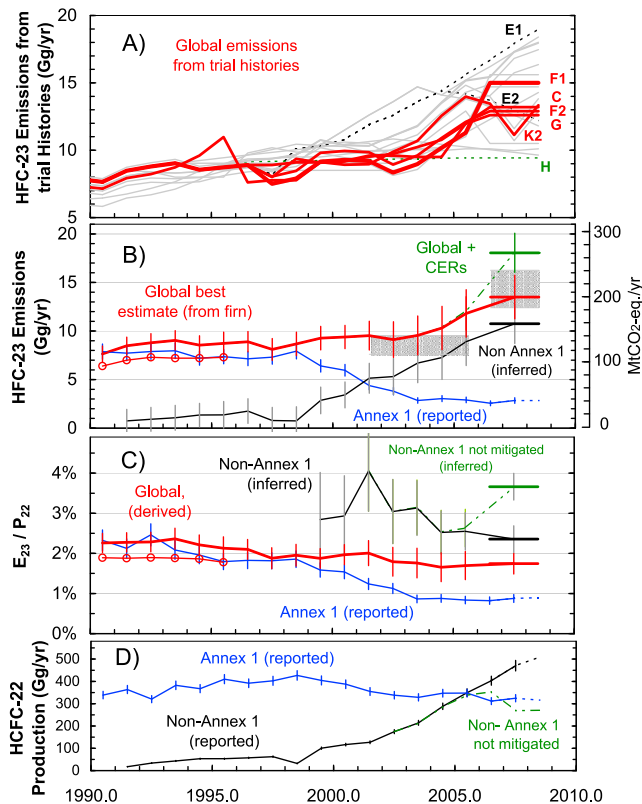 HFC-23 Emissions from
trial Histories (Gg/yr)
20
15
10
5
A)
Global emissions
from trial histories
E1
E2
F1
C
F2
G
K2
H
HFC-23 Emissions
(Gg/yr)
20
15
10
5
0
B)
Global best
estimate (from firn)
Global +
CERs
Non Annex 1
(inferred)
Annex 1 (reported)
300
200
100
0
MtCO2-eq./yr
E23 / P22
4%
3%
2%
1%
0%
C)
Non-Annex 1
(inferred)
Non-Annex 1 not mitigated
(inferred)
Global,
(derived)
Annex 1 (reported)
HCFC-22
Production (Gg/yr)
500
400
300
200
100
0
D)
Annex 1 (reported)
Non-Annex 1
(reported)
Non- Annex 1
not mitigated
1990.0
1995.0
2000.0
2005.0
2010.0